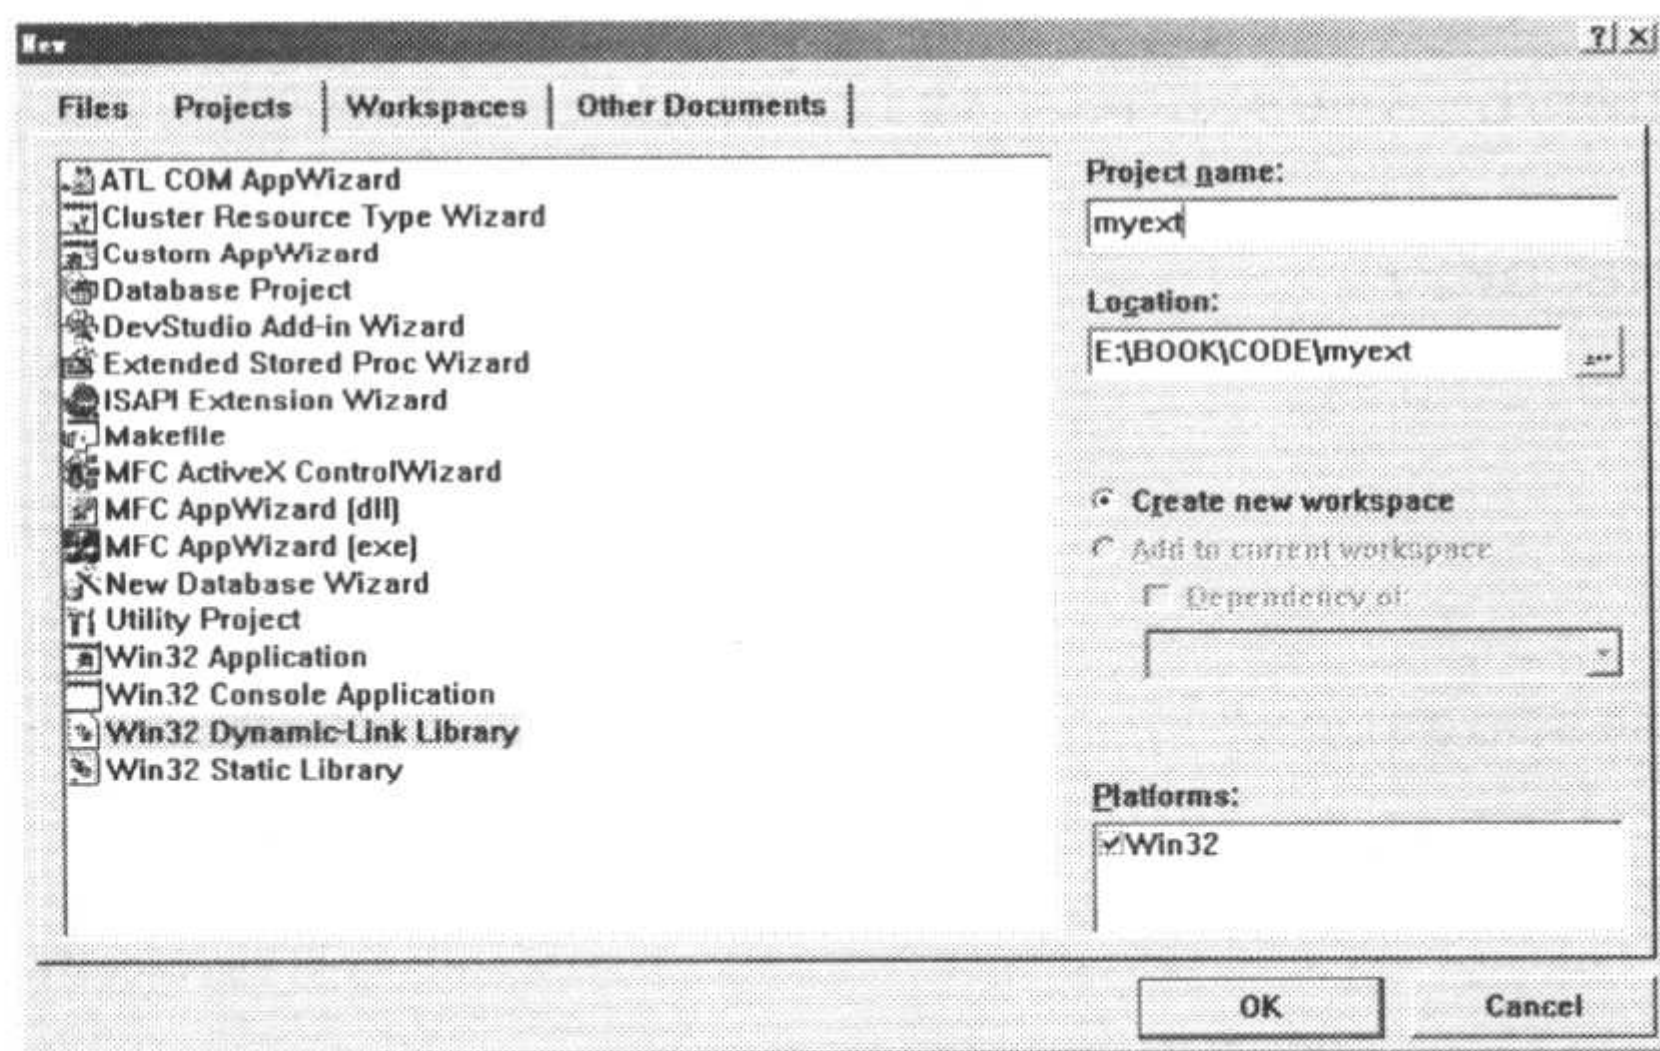 New
Files Projects Workspaces Other Documents
ATL COM AppWizard
Cluster Resource Type Wizard
Custom AppWizard
Database Project
DevStudio Add-in Wizard
Extended Stored Proc Wizard
ISAPI Extension Wizard
Makefile
MFC ActiveX ControlWizard
MFC AppWizard (dll)
MFC AppWizard (exe)
New Database Wizard
Utility Project
Win32 Application
Win32 Console Application
Win32 Dynamic-Link Library
Win32 Static Library
Project name:
myext
Location:
E:\BOOK\CODE\myext
...
Create new workspace
Add to current workspace
Dependency of:
Platforms:
Win32
OK Cancel